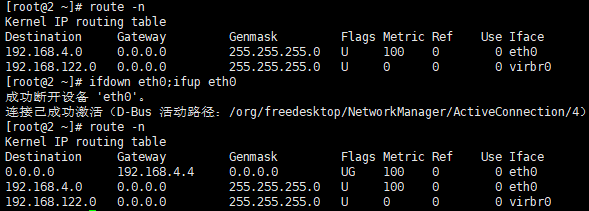 [root@2 ~]# route -n
Kernel IP routing table
Destination     Gateway         Genmask         Flags Metric Ref    Use Iface
192.168.4.0     0.0.0.0         255.255.255.0   U     100    0        0 eth0
192.168.122.0   0.0.0.0         255.255.255.0   U     0      0        0 virbr0
[root@2 ~]# ifdown eth0;ifup eth0
成功断开设备 'eth0'。
连接已成功激活（D-Bus 活动路径：/org/freedesktop/NetworkManager/ActiveConnection/4）
[root@2 ~]# route -n
Kernel IP routing table
Destination     Gateway         Genmask         Flags Metric Ref    Use Iface
0.0.0.0         192.168.4.4     0.0.0.0         UG    100    0        0 eth0
192.168.4.0     0.0.0.0         255.255.255.0   U     100    0        0 eth0
192.168.122.0   0.0.0.0         255.255.255.0   U     0      0        0 virbr0